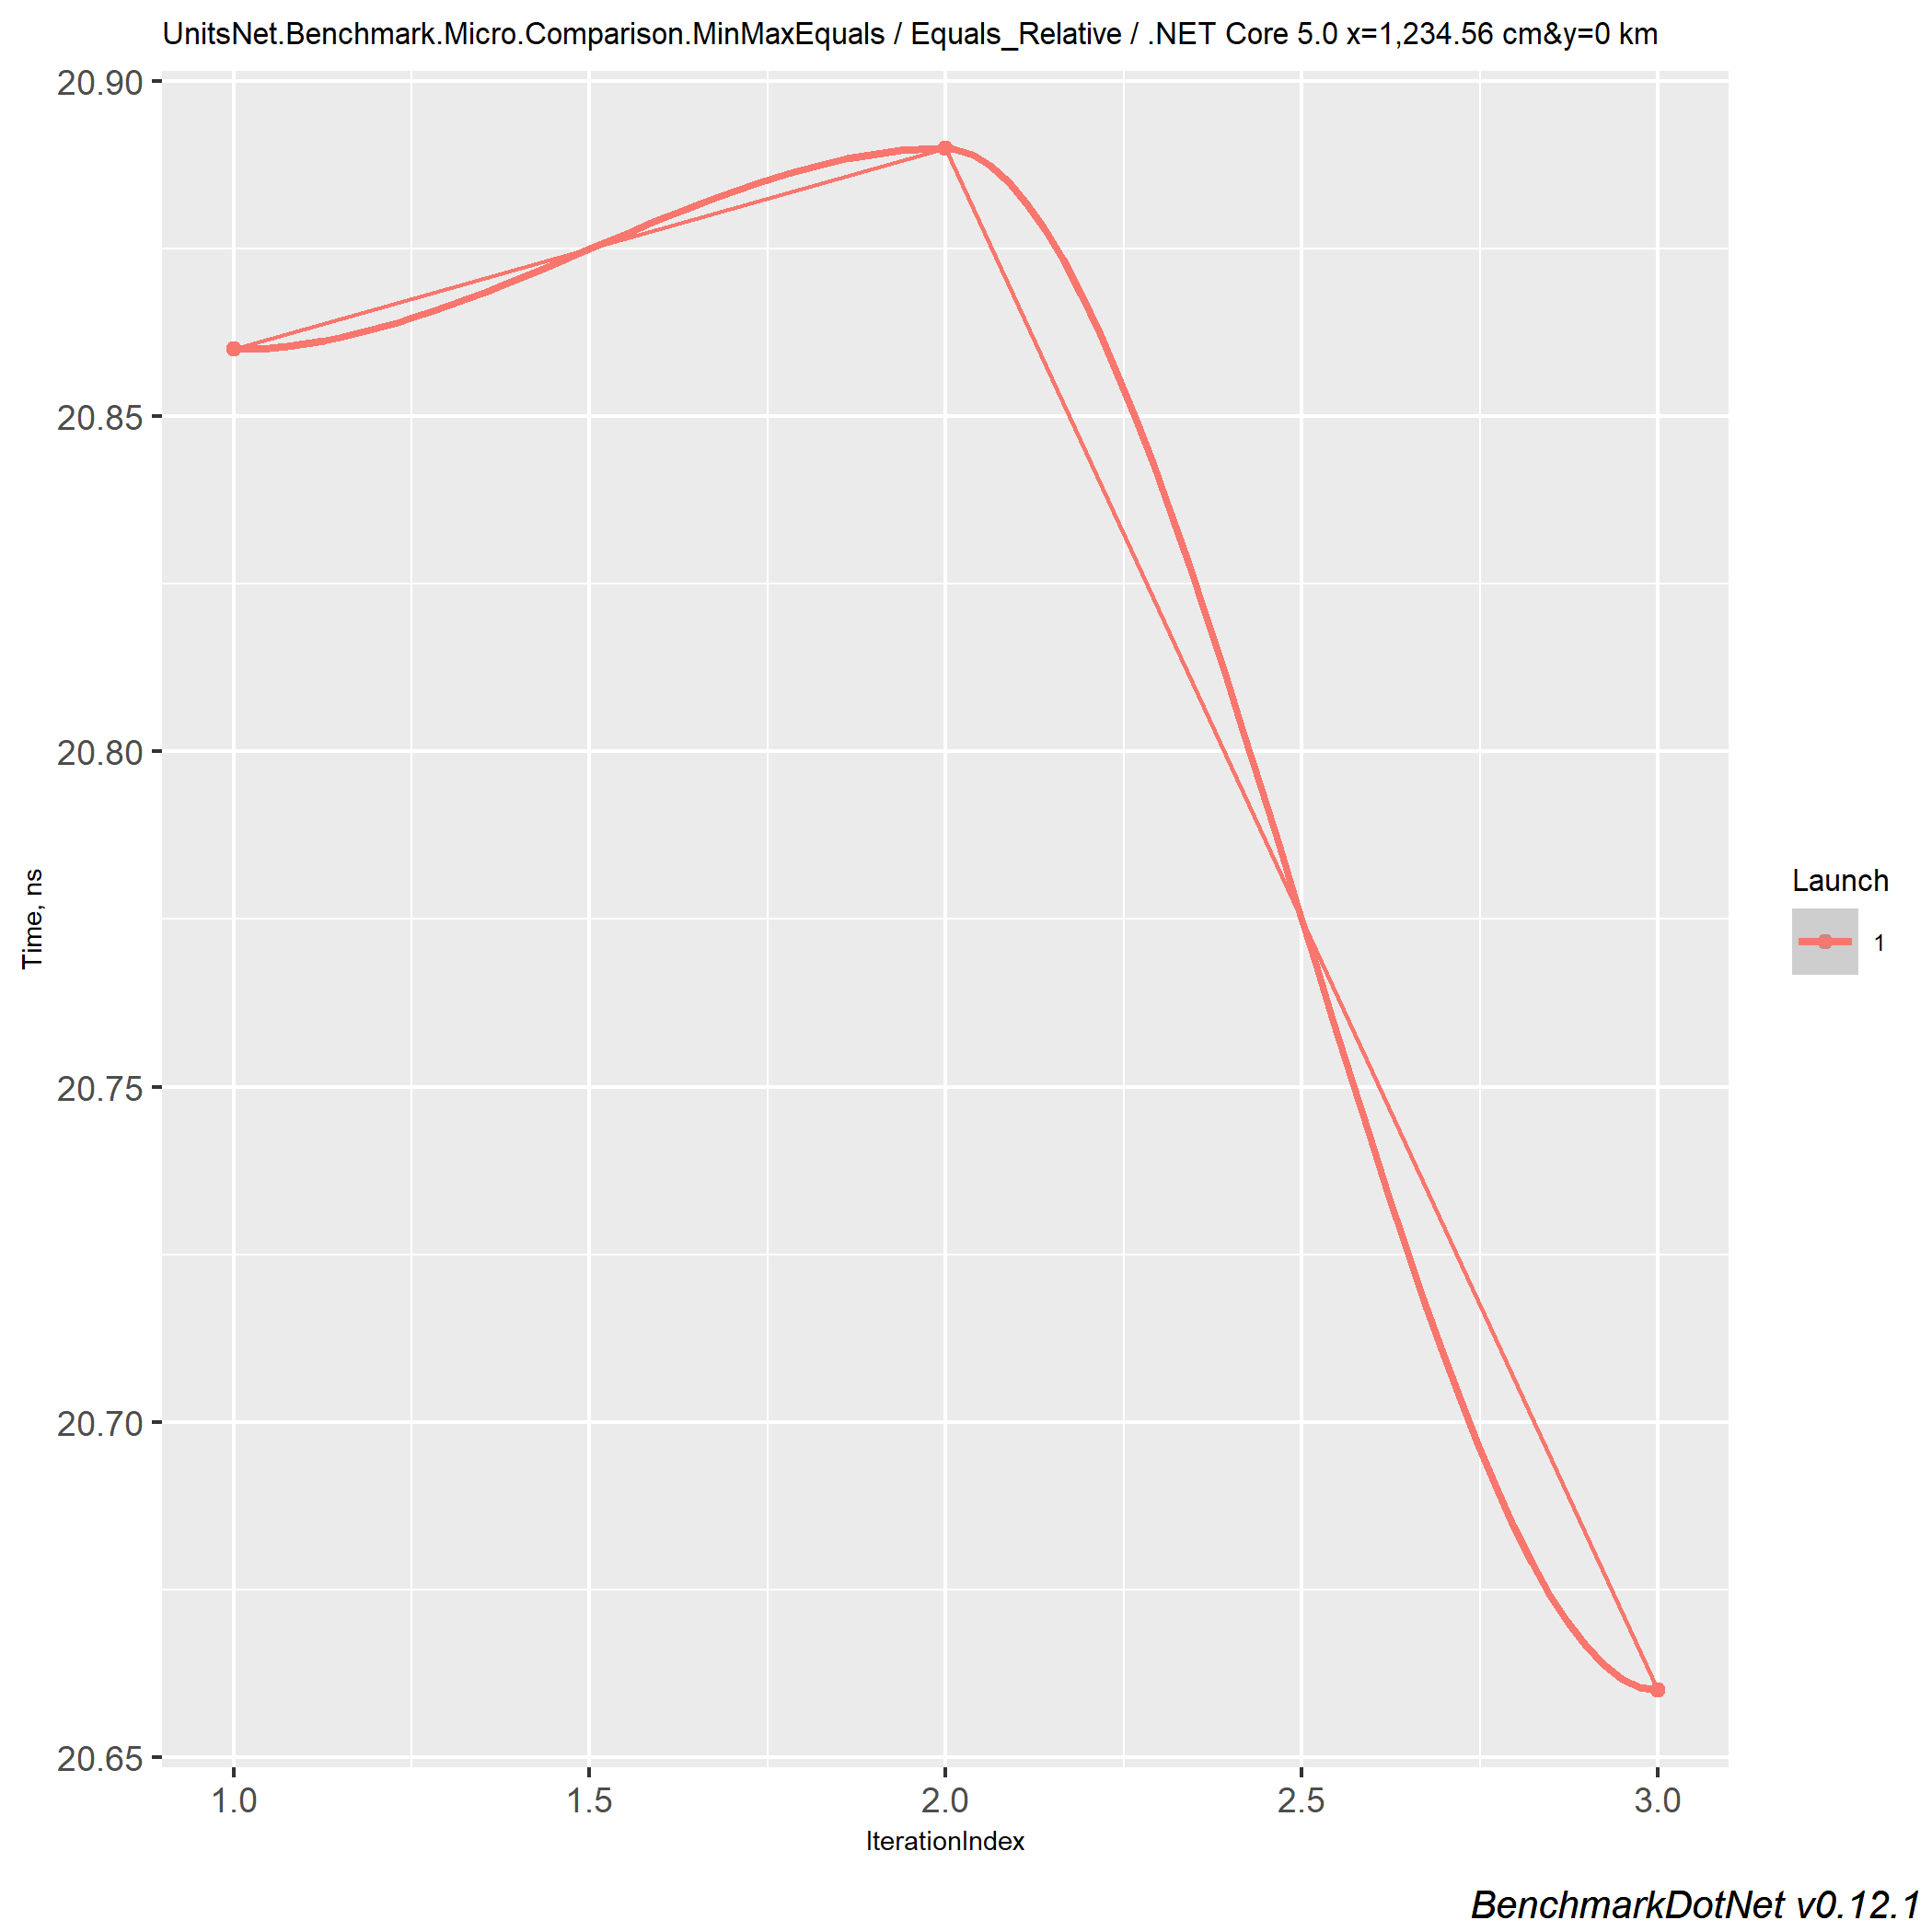 UnitsNet.Benchmark.Micro.Comparison.MinMaxEquals / Equals_Relative / .NET Core 5.0 x=1,234.56 cm&y=0 km
20.90
20.85
20.80
20.75
20.70
20.65
Time, ns
1.0 1.5 2.0 2.5 3.0
IterationIndex
Launch
1
BenchmarkDotNet v0.12.1